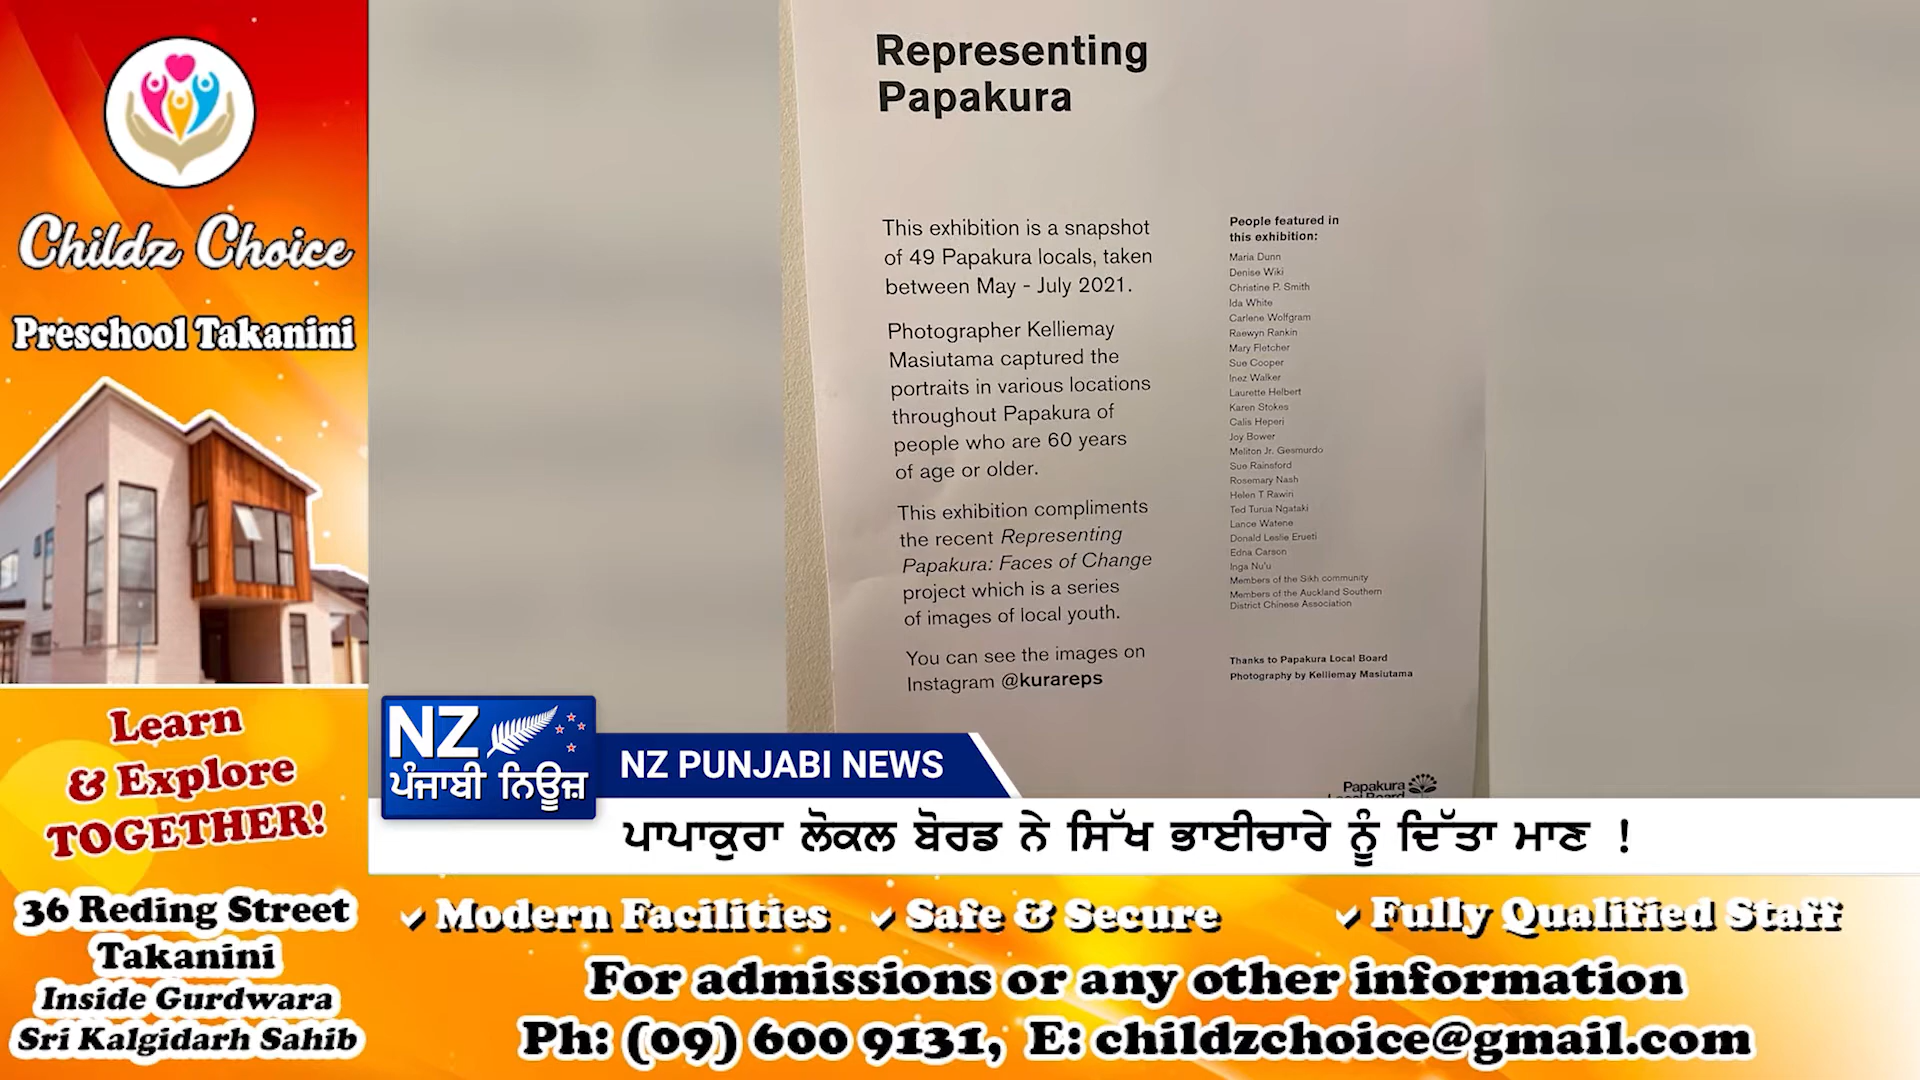 Childz Choice
Preschool Takanini
Learn
& Explore
TOGETHER!
36 Reding Street
Takanini
Inside Gurdwara
Sri Kalgidarh Sahib
Representing
Papakura
This exhibition is a snapshot
of 49 Papakura locals, taken
between May - July 2021.
Photographer Kelliemay
Masiutama captured the
portraits in various locations
throughout Papakura of
people who are 60 years
of age or older.
This exhibition compliments
the recent Representing
Papakura: Faces of Change
project which is a series
of images of local youth.
You can see the images on
Instagram @kurareps
People featured in
this exhibition:
Maria Dunn
Denise Wiki
Christine P. Smith
Ida White
Carlene Wolfgram
Raewyn Rankin
Mary Fletcher
Sue Cooper
Inez Walker
Laurette Helbert
Karen Stokes
Calis Heperi
Joy Bower
Meliton Jr. Gesmurdo
Sue Rainsford
Rosemary Nash
Helen T Rawin
Ted Turua Ngataki
Lance Watene
Donald Leslie Erueti
Edna Carson
Inga Nu'u
Members of the Sikh community
Members of the Auckland Southern
District Chinese Association
Thanks to Papakura Local Board
Photography by Kelliemay Masiutama
Papakura
Local Board
NZ
ਪੰਜਾਬੀ ਨਿਊਜ਼
NZ PUNJABI NEWS
ਪਾਪਾਕੁਰਾ ਲੋਕਲ ਬੋਰਡ ਨੇ ਸਿੱਖ ਭਾਈਚਾਰੇ ਨੂੰ ਦਿੱਤਾ ਮਾਣ !
Modern Facilities Safe & Secure Fully Qualified Staff
For admissions or any other information
Ph: (09) 600 9131, E: childzchoice@gmail.com